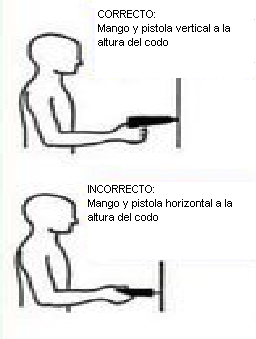 CORRECTO:
Mango y pistola vertical a la
altura del codo
INCORRECTO:
Mango y pistola horizontal a la
altura del codo